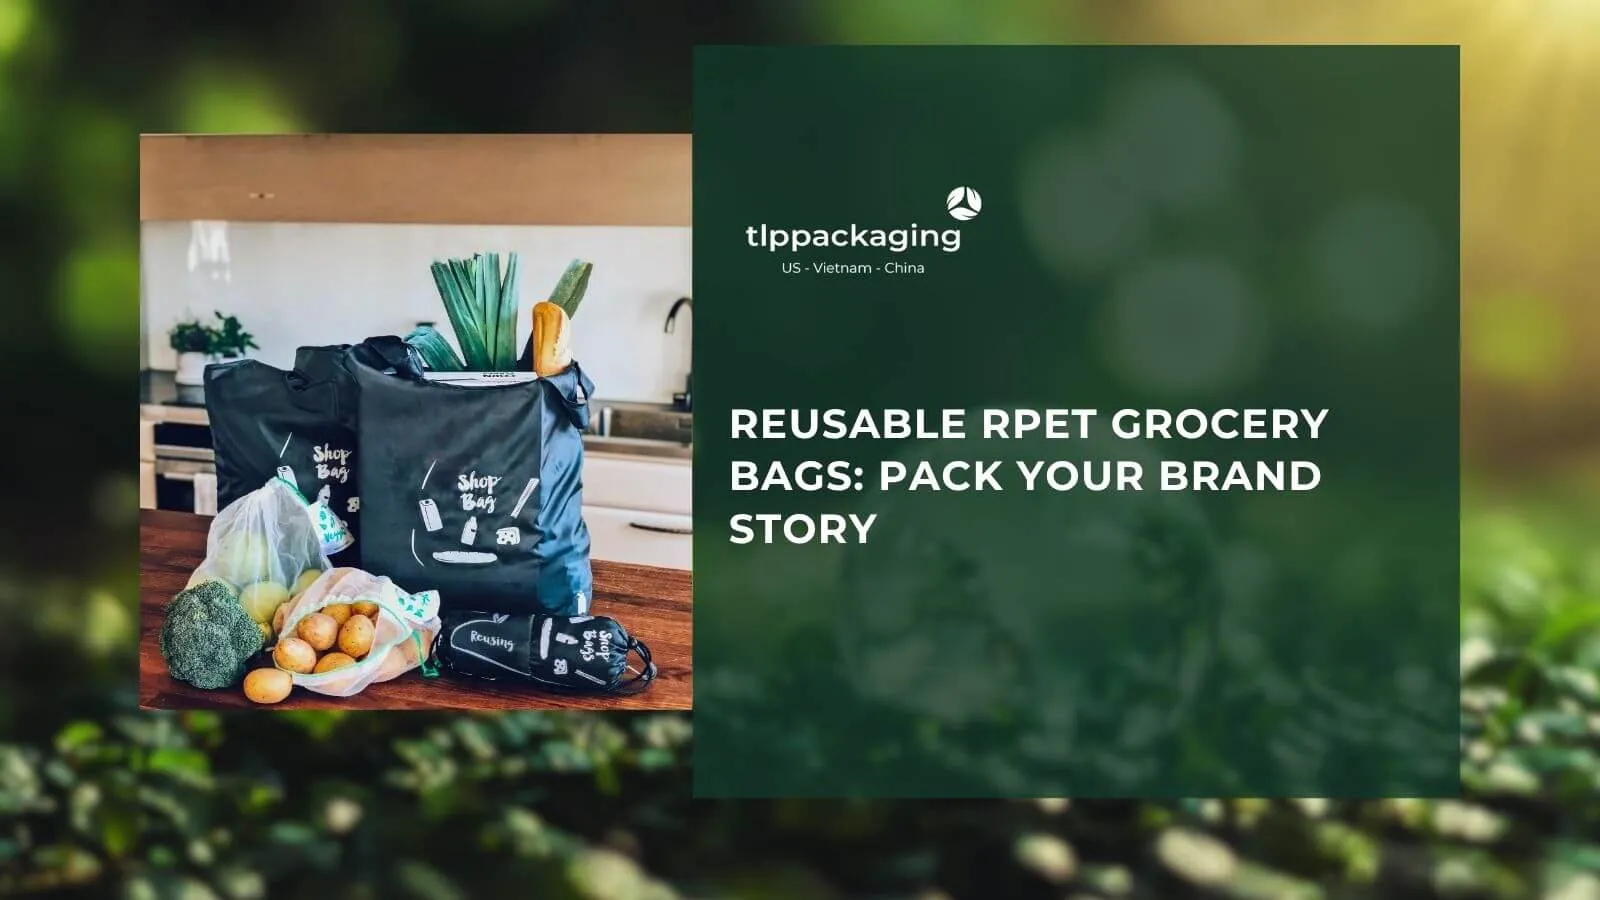 tlppackaging
US - Vietnam - China
REUSABLE RPET GROCERY
BAGS: PACK YOUR BRAND
STORY
Shop
Bag
Shop
Bag
Reusing
Shop
Bags